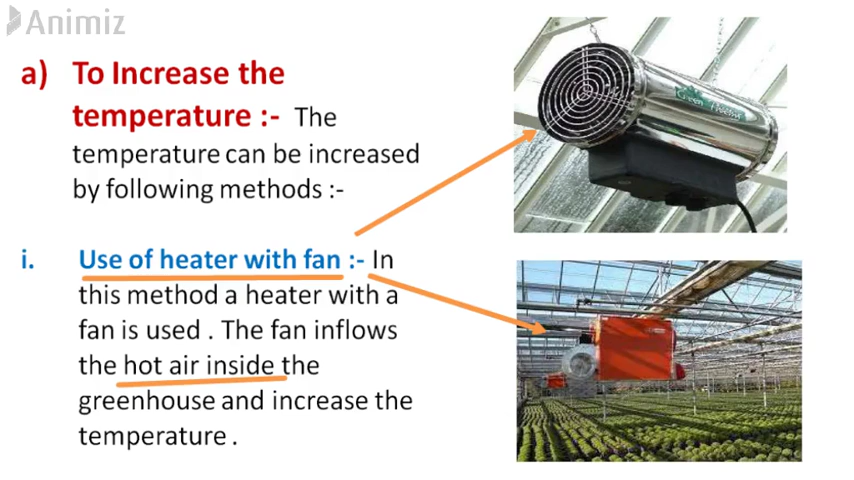 Animiz
a) To Increase the
temperature :- The
temperature can be increased
by following methods :-
i. Use of heater with fan :- In
this method a heater with a
fan is used . The fan inflows
the hot air inside the
greenhouse and increase the
temperature .